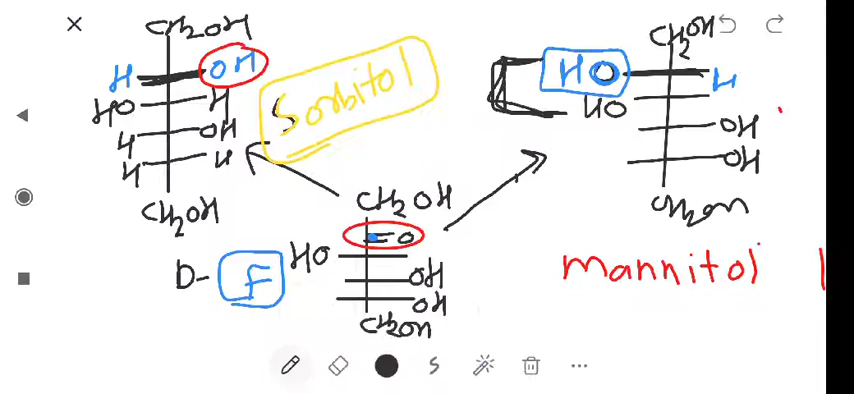 CH2OH
H OH
HO H
H OH
H H
CH2OH
Sorbitol
CH2OH
HO H
HO
OH
OH
CH2OH
mannitol
CH2OH
=O
HO
OH
OH
CH2OH
D- F